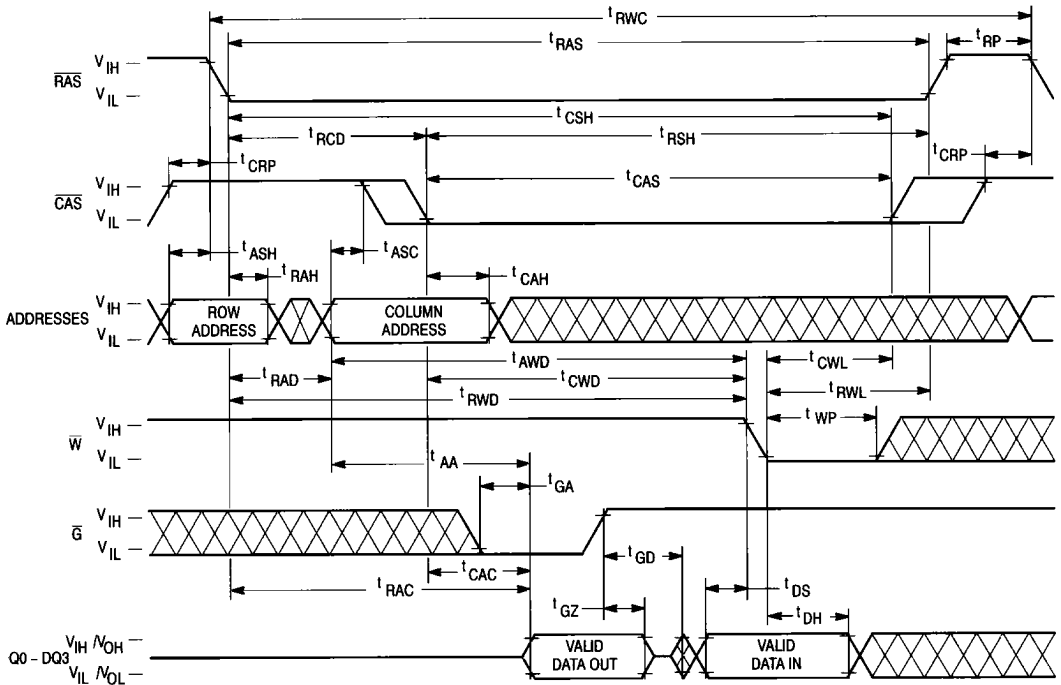 tRWC
tRAS
tRP
RAS
VIH
VIL
tCSH
tRCD
tRSH
tCRP
tCRP
CAS
VIH
VIL
tCAS
tASH
tASC
tRAH
tCAH
ADDRESSES
VIH
VIL
ROW
ADDRESS
COLUMN
ADDRESS
tAWD
tCWL
tRAD
tCWD
tRWL
tRWD
tWP
W
VIH
VIL
tAA
tGA
G
VIH
VIL
tGD
tCAC
tRAC
tDS
tGZ
tDH
Q0 – DQ3
VIH /VOH
VIL /VOL
VALID
DATA OUT
VALID
DATA IN